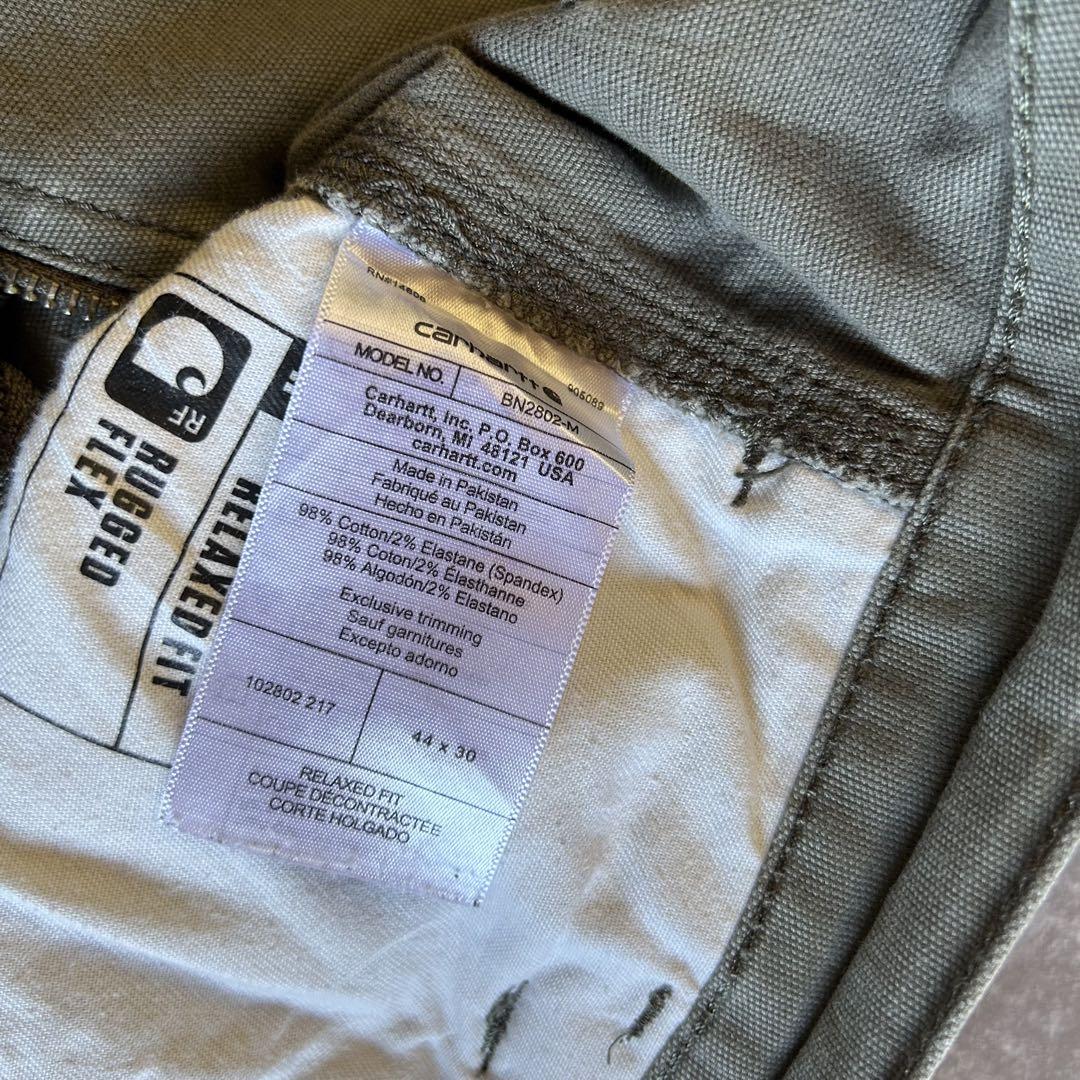 RN#14806
carhartt
005089
MODEL NO.
BN2802-M
Carhartt, Inc. P.O. Box 600
Dearborn, MI 48121 USA
carhartt.com
Made in Pakistan
Fabriqué au Pakistan
Hecho en Pakistán
98% Cotton/2% Elastane (Spandex)
98% Coton/2% Élasthanne
98% Algodón/2% Elastano
Exclusive trimming
Sauf garnitures
Excepto adorno
102802 217
44 x 30
RELAXED FIT
COUPE DÉCONTRACTÉE
CORTE HOLGADO
RF
RUGGED
FLEX
RELAXED FIT